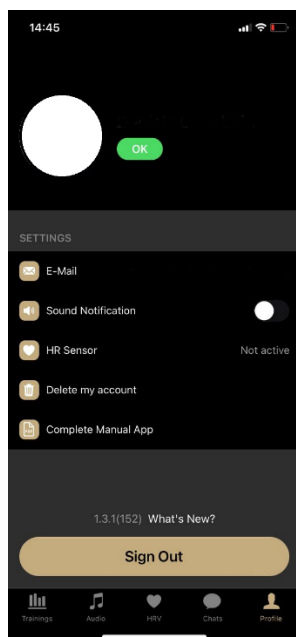 14:45
OK
SETTINGS
E-Mail
Sound Notification
HR Sensor Not active
Delete my account
Complete Manual App
1.3.1(152) What's New?
Sign Out
Trainings Audio HRV Chats Profile